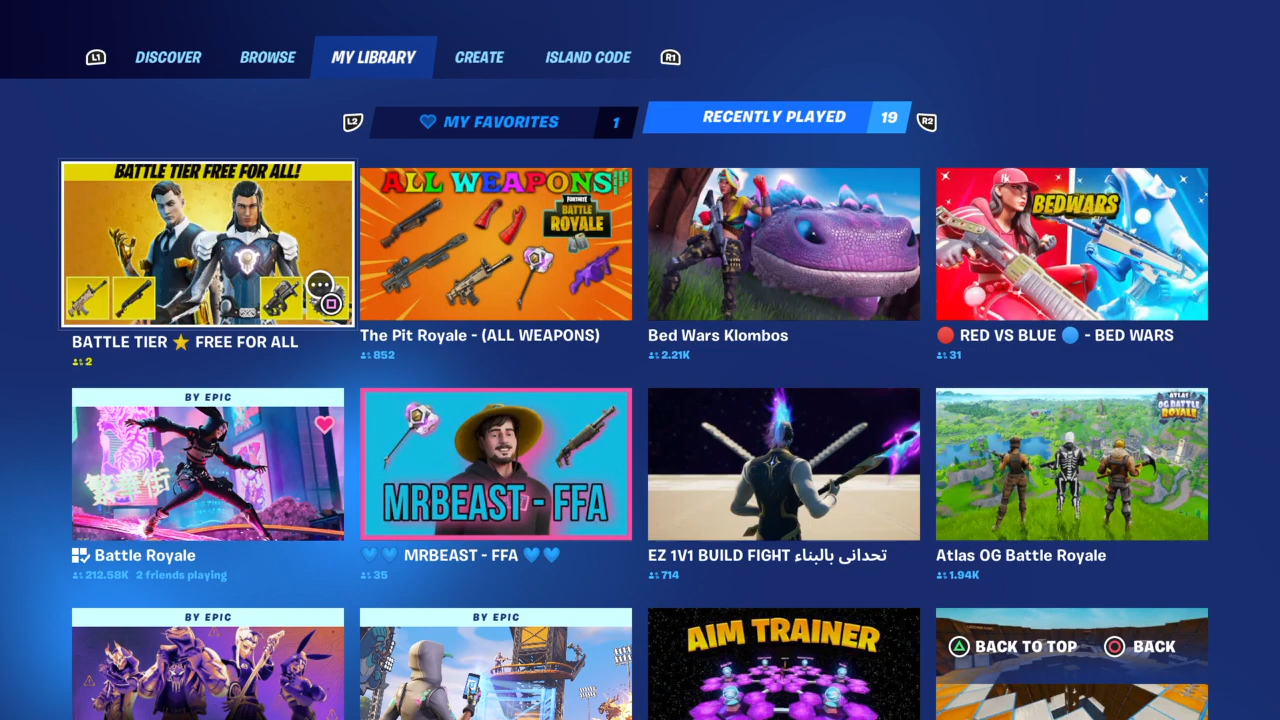 L1 DISCOVER BROWSE MY LIBRARY CREATE ISLAND CODE R1
L2 MY FAVORITES 1 RECENTLY PLAYED 19 R2
BATTLE TIER FREE FOR ALL!
ALL WEAPONS
FORTNITE
BATTLE
ROYALE
BEDWARS
BATTLE TIER ⭐ FREE FOR ALL
2
The Pit Royale - (ALL WEAPONS)
852
Bed Wars Klombos
2.21K
🔴 RED VS BLUE 🔵 - BED WARS
31
BY EPIC
繁華街
MRBEAST - FFA
ATLAS
OG BATTLE
ROYALE
Battle Royale
212.58K 2 friends playing
💙 💙 MRBEAST - FFA 💙 💙
35
EZ 1V1 BUILD FIGHT تحداني بالبناء
714
Atlas OG Battle Royale
1.94K
BY EPIC
BY EPIC
AIM TRAINER
BACK TO TOP BACK